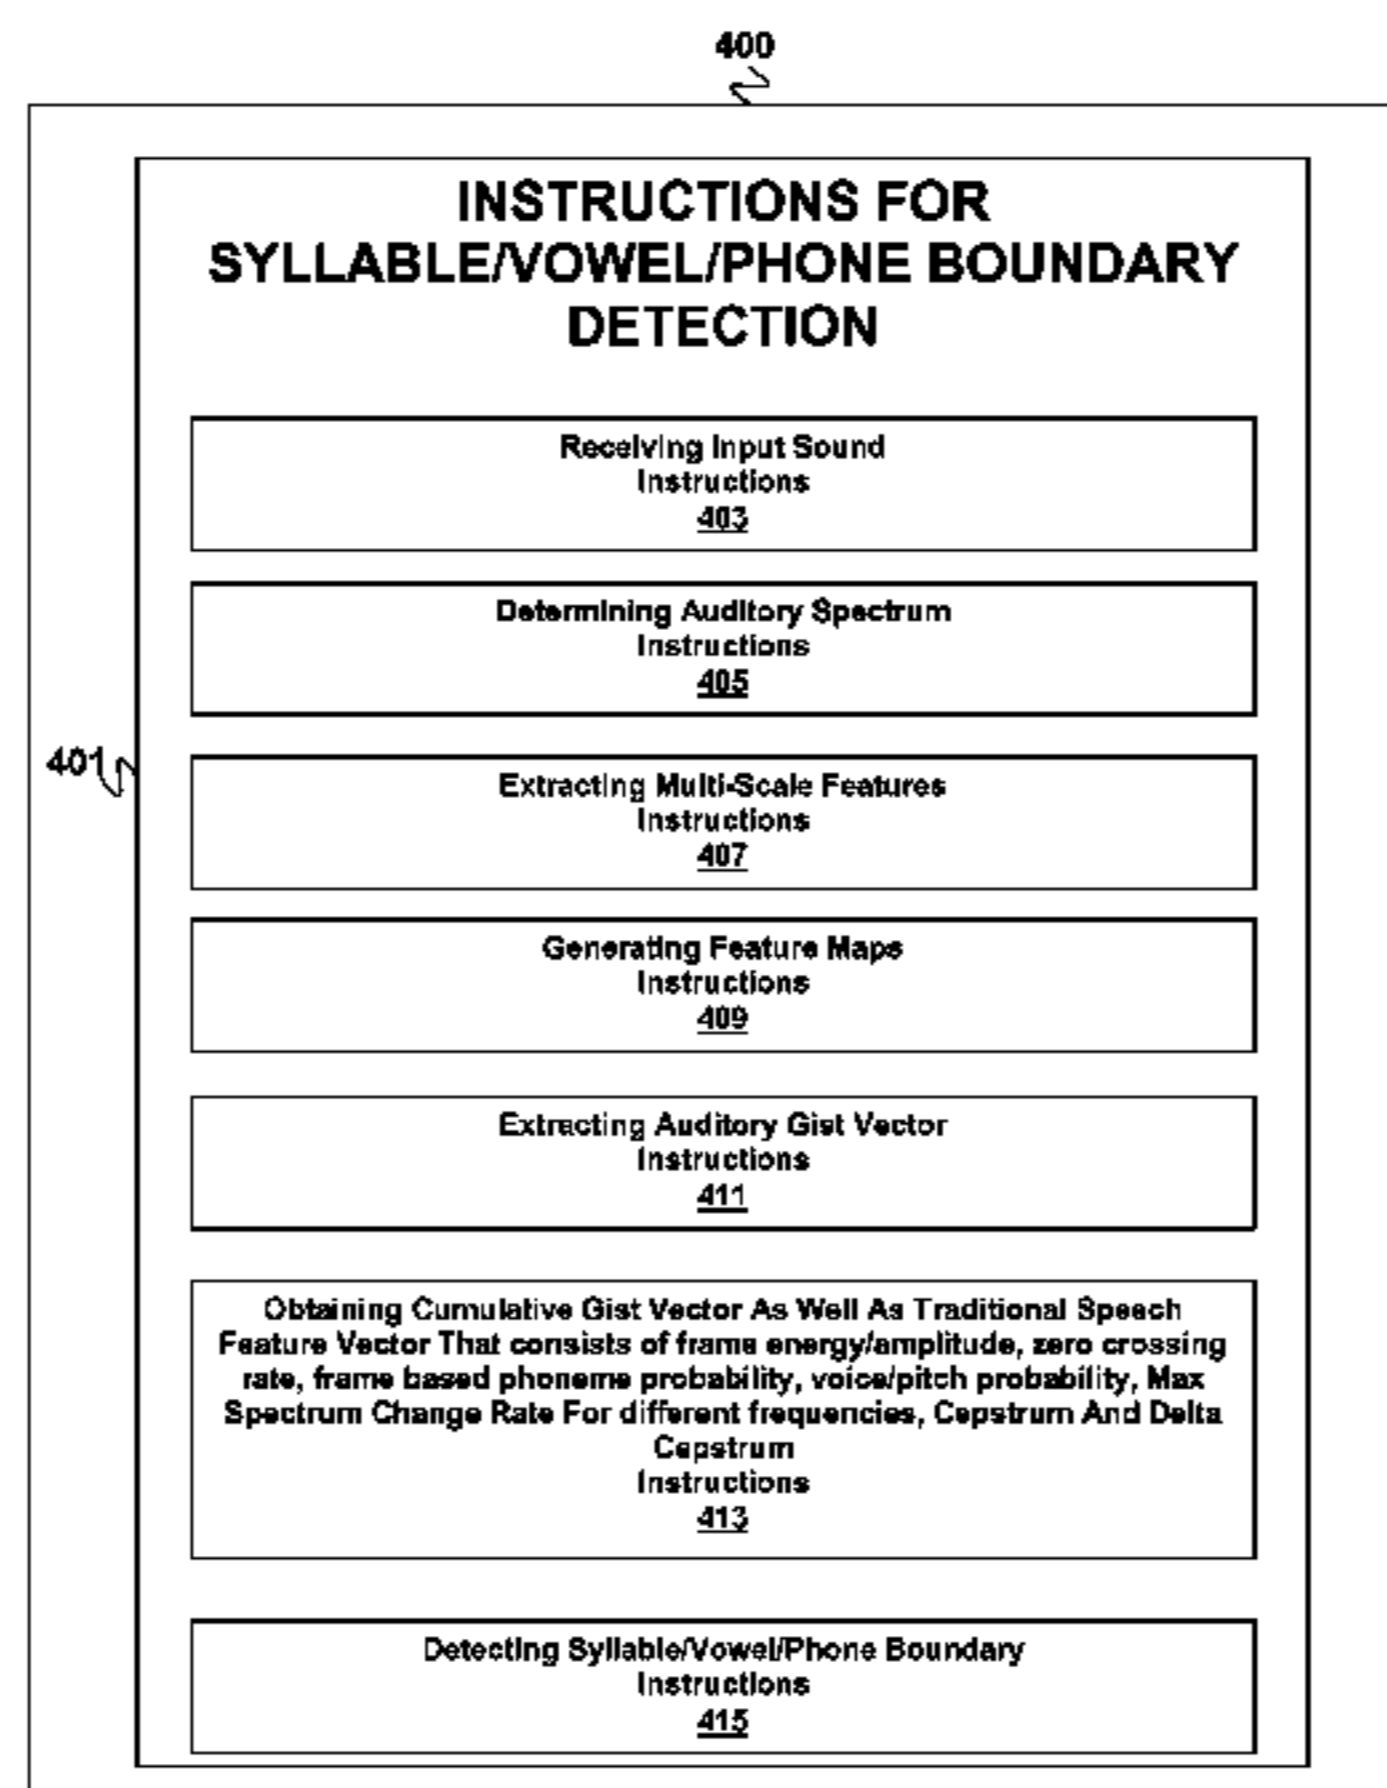 400
INSTRUCTIONS FOR
SYLLABLE/VOWEL/PHONE BOUNDARY
DETECTION
Receiving Input Sound
Instructions
403
Determining Auditory Spectrum
Instructions
405
401
Extracting Multi-Scale Features
Instructions
407
Generating Feature Maps
Instructions
409
Extracting Auditory Gist Vector
Instructions
411
Obtaining Cumulative Gist Vector As Well As Traditional Speech
Feature Vector That consists of frame energy/amplitude, zero crossing
rate, frame based phoneme probability, voice/pitch probability, Max
Spectrum Change Rate For different frequencies, Cepstrum And Delta
Cepstrum
Instructions
413
Detecting Syllable/Vowel/Phone Boundary
Instructions
415